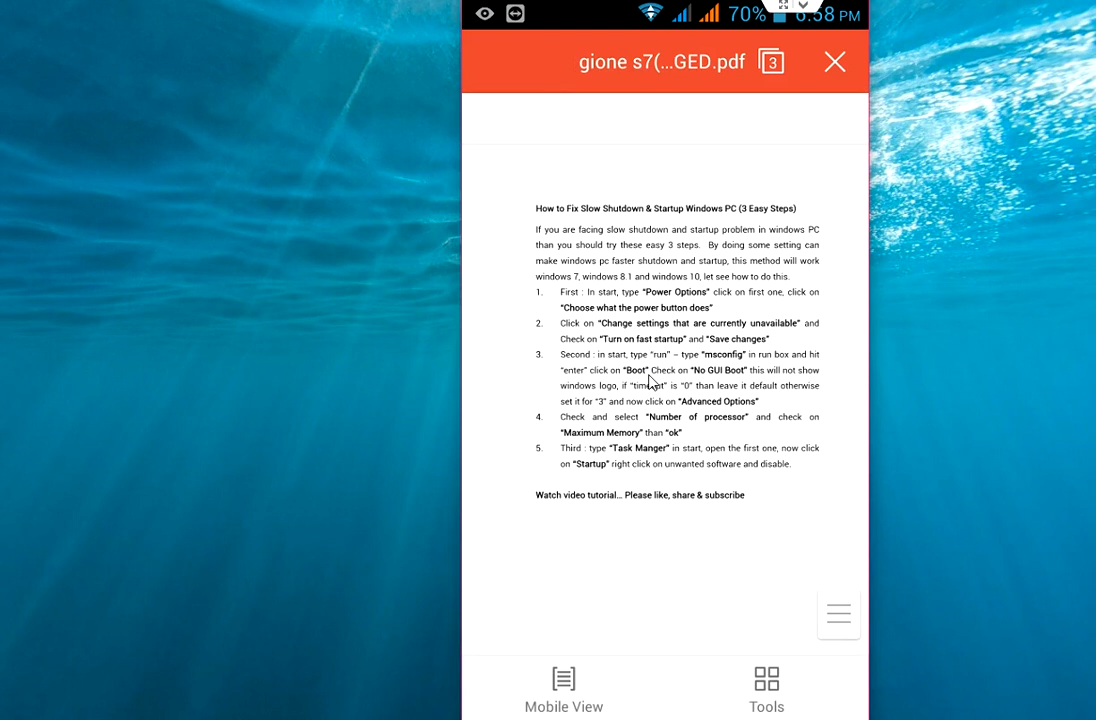 70% 6:58 PM
gione s7(...GED.pdf 3
How to Fix Slow Shutdown & Startup Windows PC (3 Easy Steps)
If you are facing slow shutdown and startup problem in windows PC
than you should try these easy 3 steps. By doing some setting can
make windows pc faster shutdown and startup, this method will work
windows 7, windows 8.1 and windows 10, let see how to do this.
1. First : In start, type “Power Options” click on first one, click on
“Choose what the power button does”
2. Click on “Change settings that are currently unavailable” and
Check on “Turn on fast startup” and “Save changes”
3. Second : in start, type “run” – type “msconfig” in run box and hit
“enter” click on “Boot” Check on “No GUI Boot” this will not show
windows logo, if “timeout” is “0” than leave it default otherwise
set it for “3” and now click on “Advanced Options”
4. Check and select “Number of processor” and check on
“Maximum Memory” than “ok”
5. Third : type “Task Manger” in start, open the first one, now click
on “Startup” right click on unwanted software and disable.
Watch video tutorial... Please like, share & subscribe
Mobile View
Tools